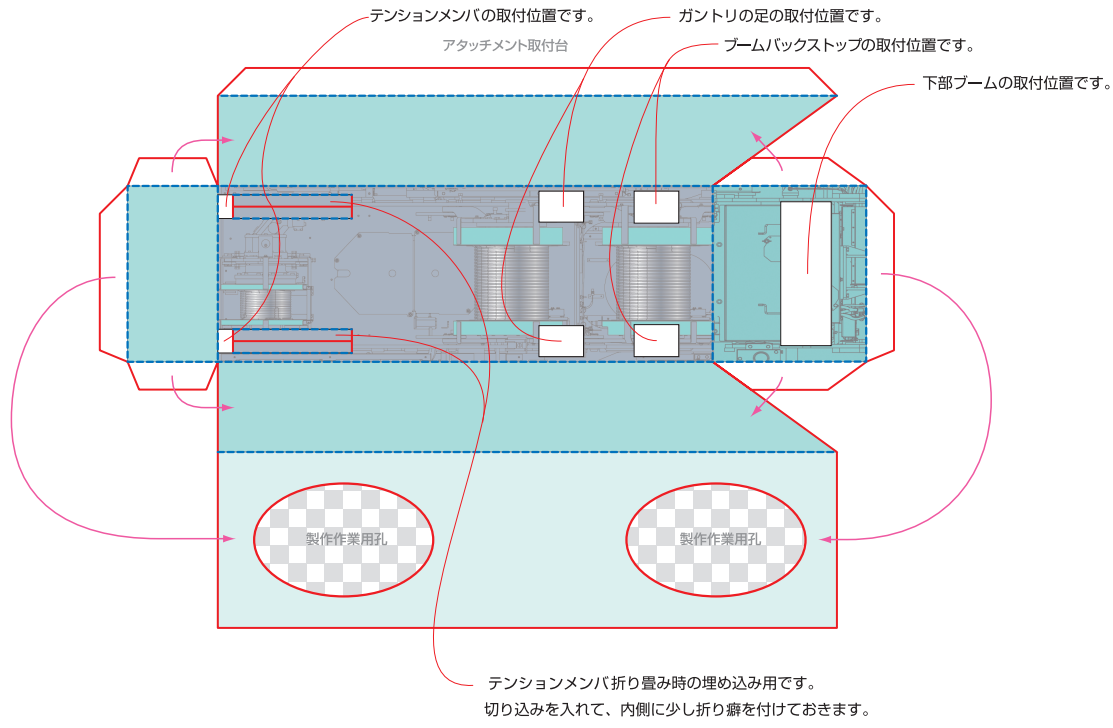 テンションメンバの取付位置です。
ガントリの足の取付位置です。
アタッチメント取付台
ブームバックストップの取付位置です。
下部ブームの取付位置です。
製作作業用孔
製作作業用孔
テンションメンバ折り畳み時の埋め込み用です。
切り込みを入れて、内側に少し折り癖を付けておきます。